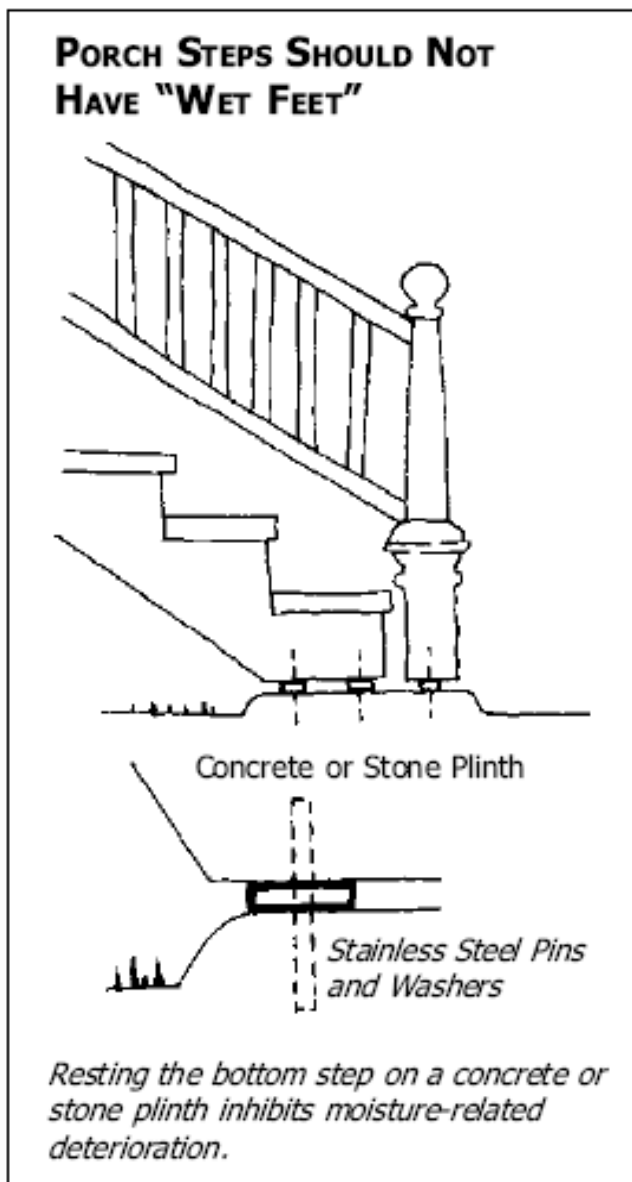 PORCH STEPS SHOULD NOT
HAVE "WET FEET"
Concrete or Stone Plinth
Stainless Steel Pins
and Washers
Resting the bottom step on a concrete or
stone plinth inhibits moisture-related
deterioration.